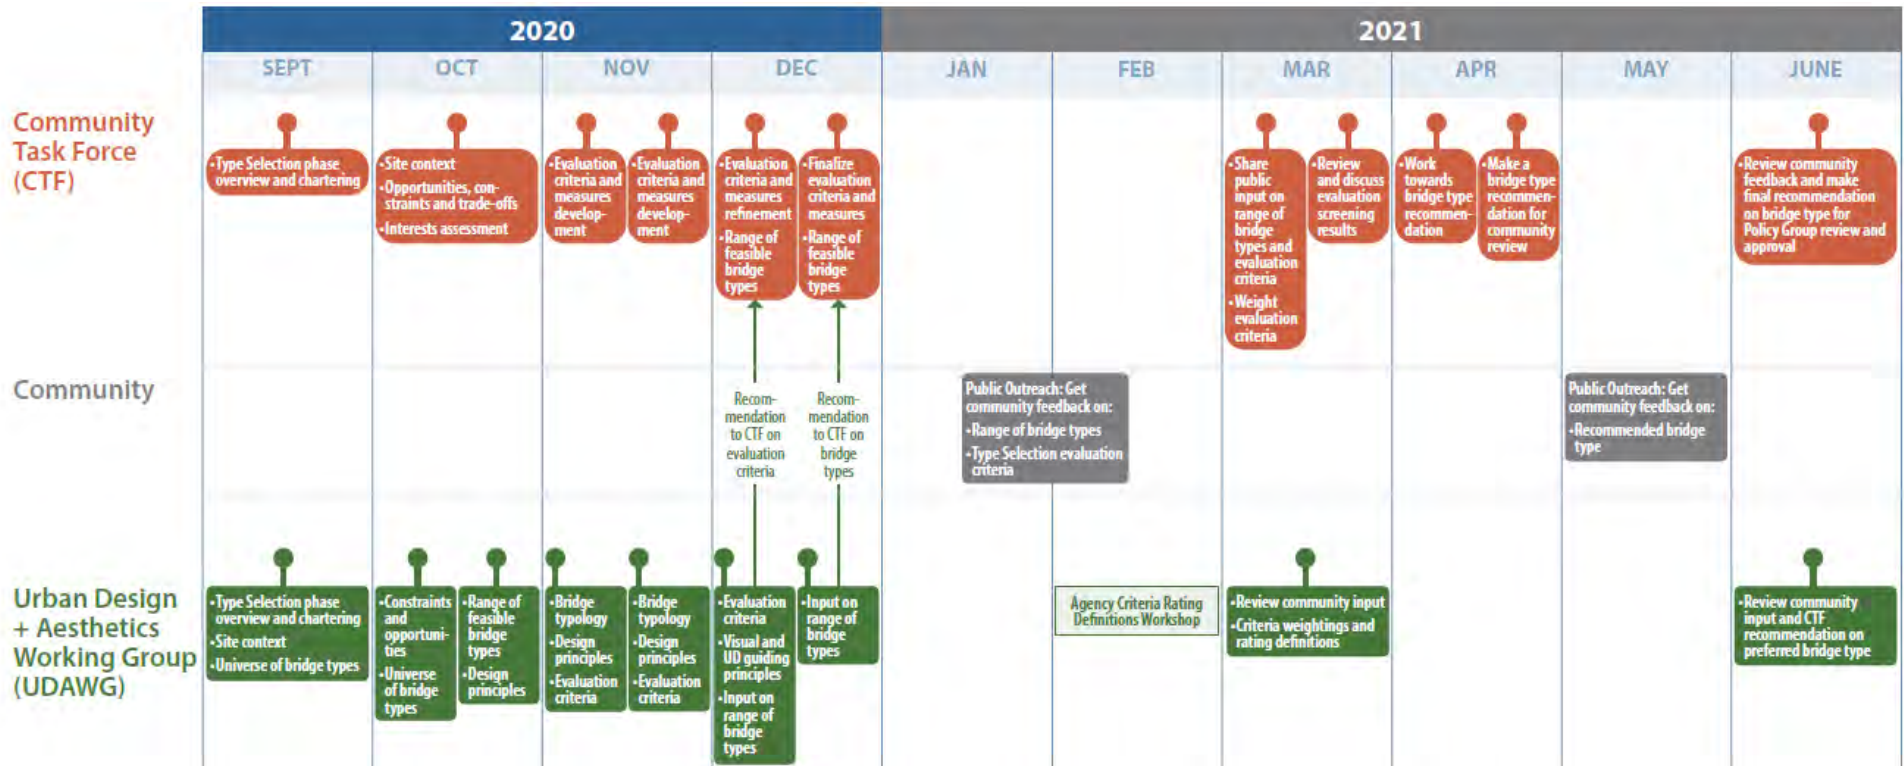 2020
2021
SEPT
OCT
NOV
DEC
JAN
FEB
MAR
APR
MAY
JUNE
Community
Task Force
(CTF)
•Type Selection phase
overview and chartering
•Site context
•Opportunities, con-
straints and trade-offs
•Interests assessment
•Evaluation
criteria and
measures
develop-
ment
•Evaluation
criteria and
measures
develop-
ment
•Evaluation
criteria and
measures
refinement
•Range of
feasible
bridge
types
•Finalize
evaluation
criteria and
measures
•Range of
feasible
bridge
types
•Share
public
input on
range of
bridge
types and
evaluation
criteria
•Weight
evaluation
criteria
•Review
and discuss
evaluation
screening
results
•Work
towards
bridge type
recommen-
dation
•Make a
bridge type
recommen-
dation for
community
review
•Review community
feedback and make
final recommendation
on bridge type for
Policy Group review and
approval
Community
Recom-
mendation
to CTF on
evaluation
criteria
Recom-
mendation
to CTF on
bridge
types
Public Outreach: Get
community feedback on:
•Range of bridge types
•Type Selection evaluation
criteria
Public Outreach: Get
community feedback on:
•Recommended bridge
type
Urban Design
+ Aesthetics
Working Group
(UDAWG)
•Type Selection phase
overview and chartering
•Site context
•Universe of bridge types
•Constraints
and
opportuni-
ties
•Universe
of bridge
types
•Range of
feasible
bridge
types
•Design
principles
•Bridge
typology
•Design
principles
•Evaluation
criteria
•Bridge
typology
•Design
principles
•Evaluation
criteria
•Evaluation
criteria
•Visual and
UD guiding
principles
•Input on
range of
bridge
types
•Input on
range of
bridge
types
Agency Criteria Rating
Definitions Workshop
•Review community input
•Criteria weightings and
rating definitions
•Review community
input and CTF
recommendation on
preferred bridge type